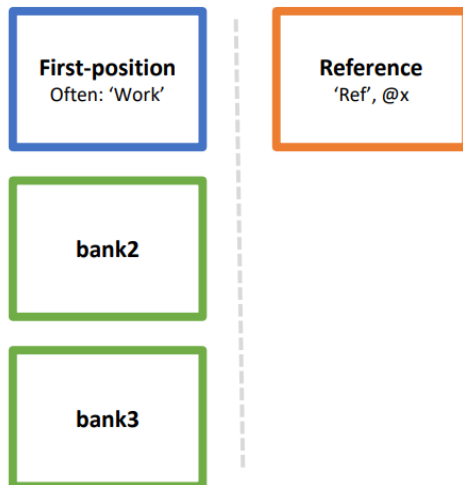 First-position
Often: ‘Work’
Reference
‘Ref’, @x
bank2
bank3